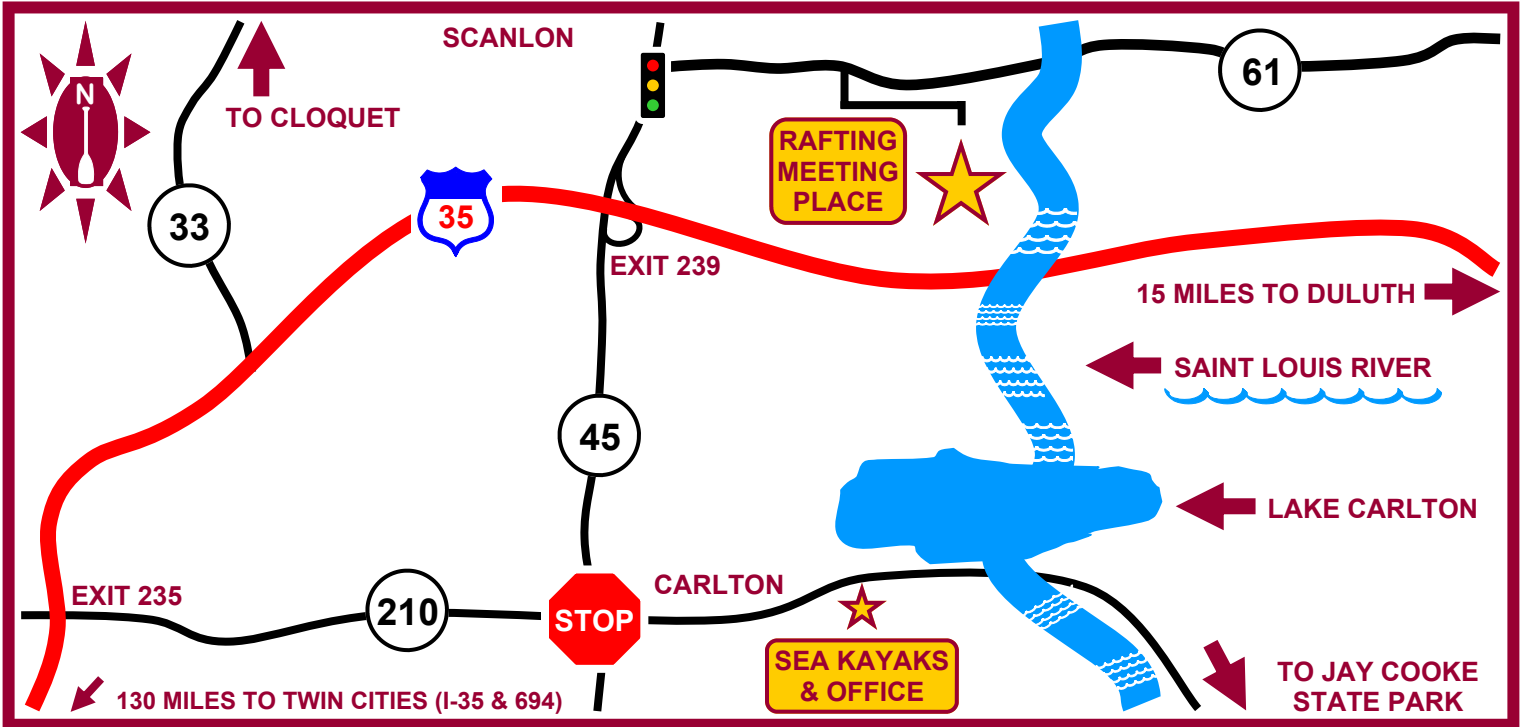 SCANLON
N
TO CLOQUET
61
RAFTING
MEETING
PLACE
33
35
EXIT 239
15 MILES TO DULUTH
SAINT LOUIS RIVER
45
LAKE CARLTON
EXIT 235
210
STOP
CARLTON
SEA KAYAKS
& OFFICE
TO JAY COOKE
STATE PARK
130 MILES TO TWIN CITIES (I-35 & 694)